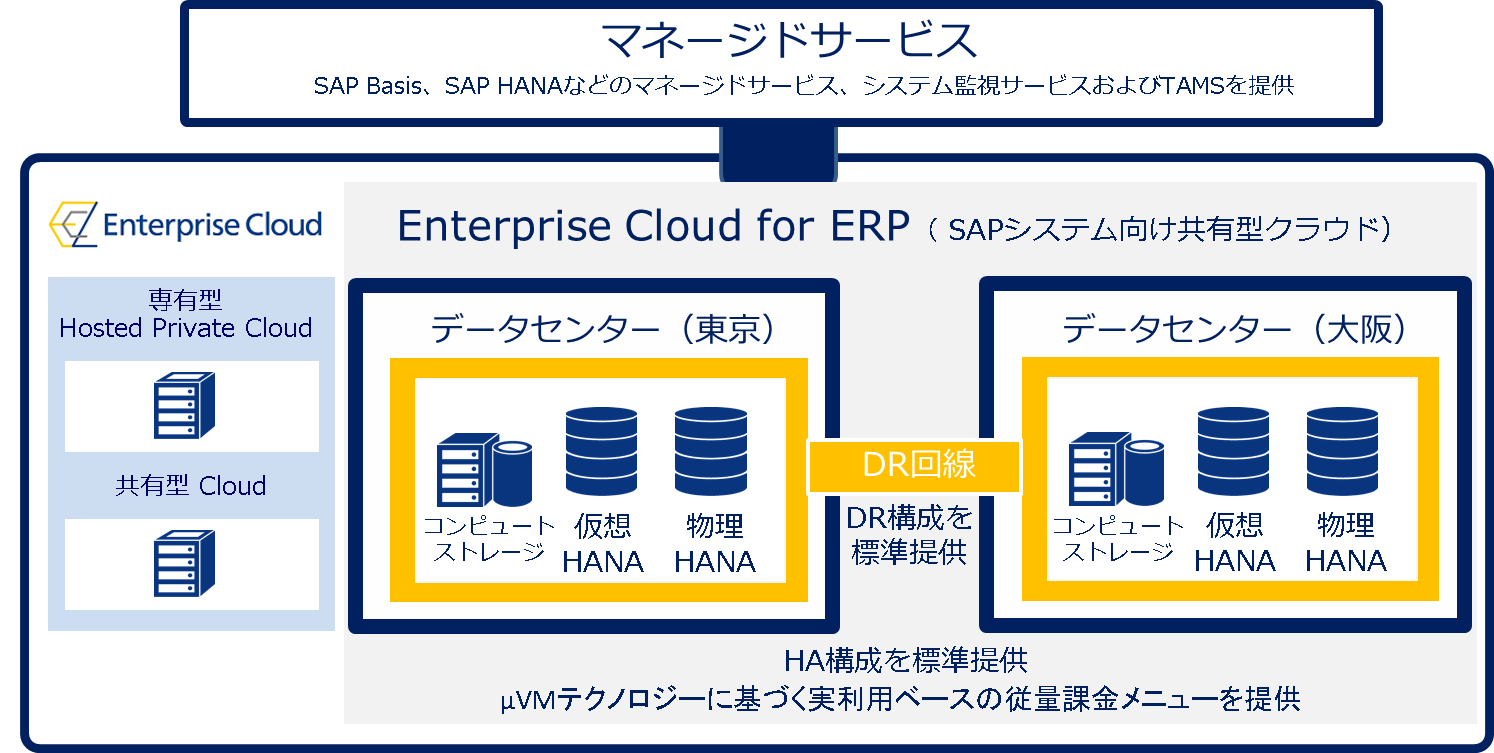 マネージドサービス
SAP Basis、SAP HANAなどのマネージドサービス、システム監視サービスおよびTAMSを提供
Enterprise Cloud
Enterprise Cloud for ERP（ SAPシステム向け共有型クラウド）
専有型
Hosted Private Cloud
共有型 Cloud
データセンター（東京）
コンピュート
ストレージ
仮想
HANA
物理
HANA
DR回線
DR構成を
標準提供
データセンター（大阪）
コンピュート
ストレージ
仮想
HANA
物理
HANA
HA構成を標準提供
μVMテクノロジーに基づく実利用ベースの従量課金メニューを提供